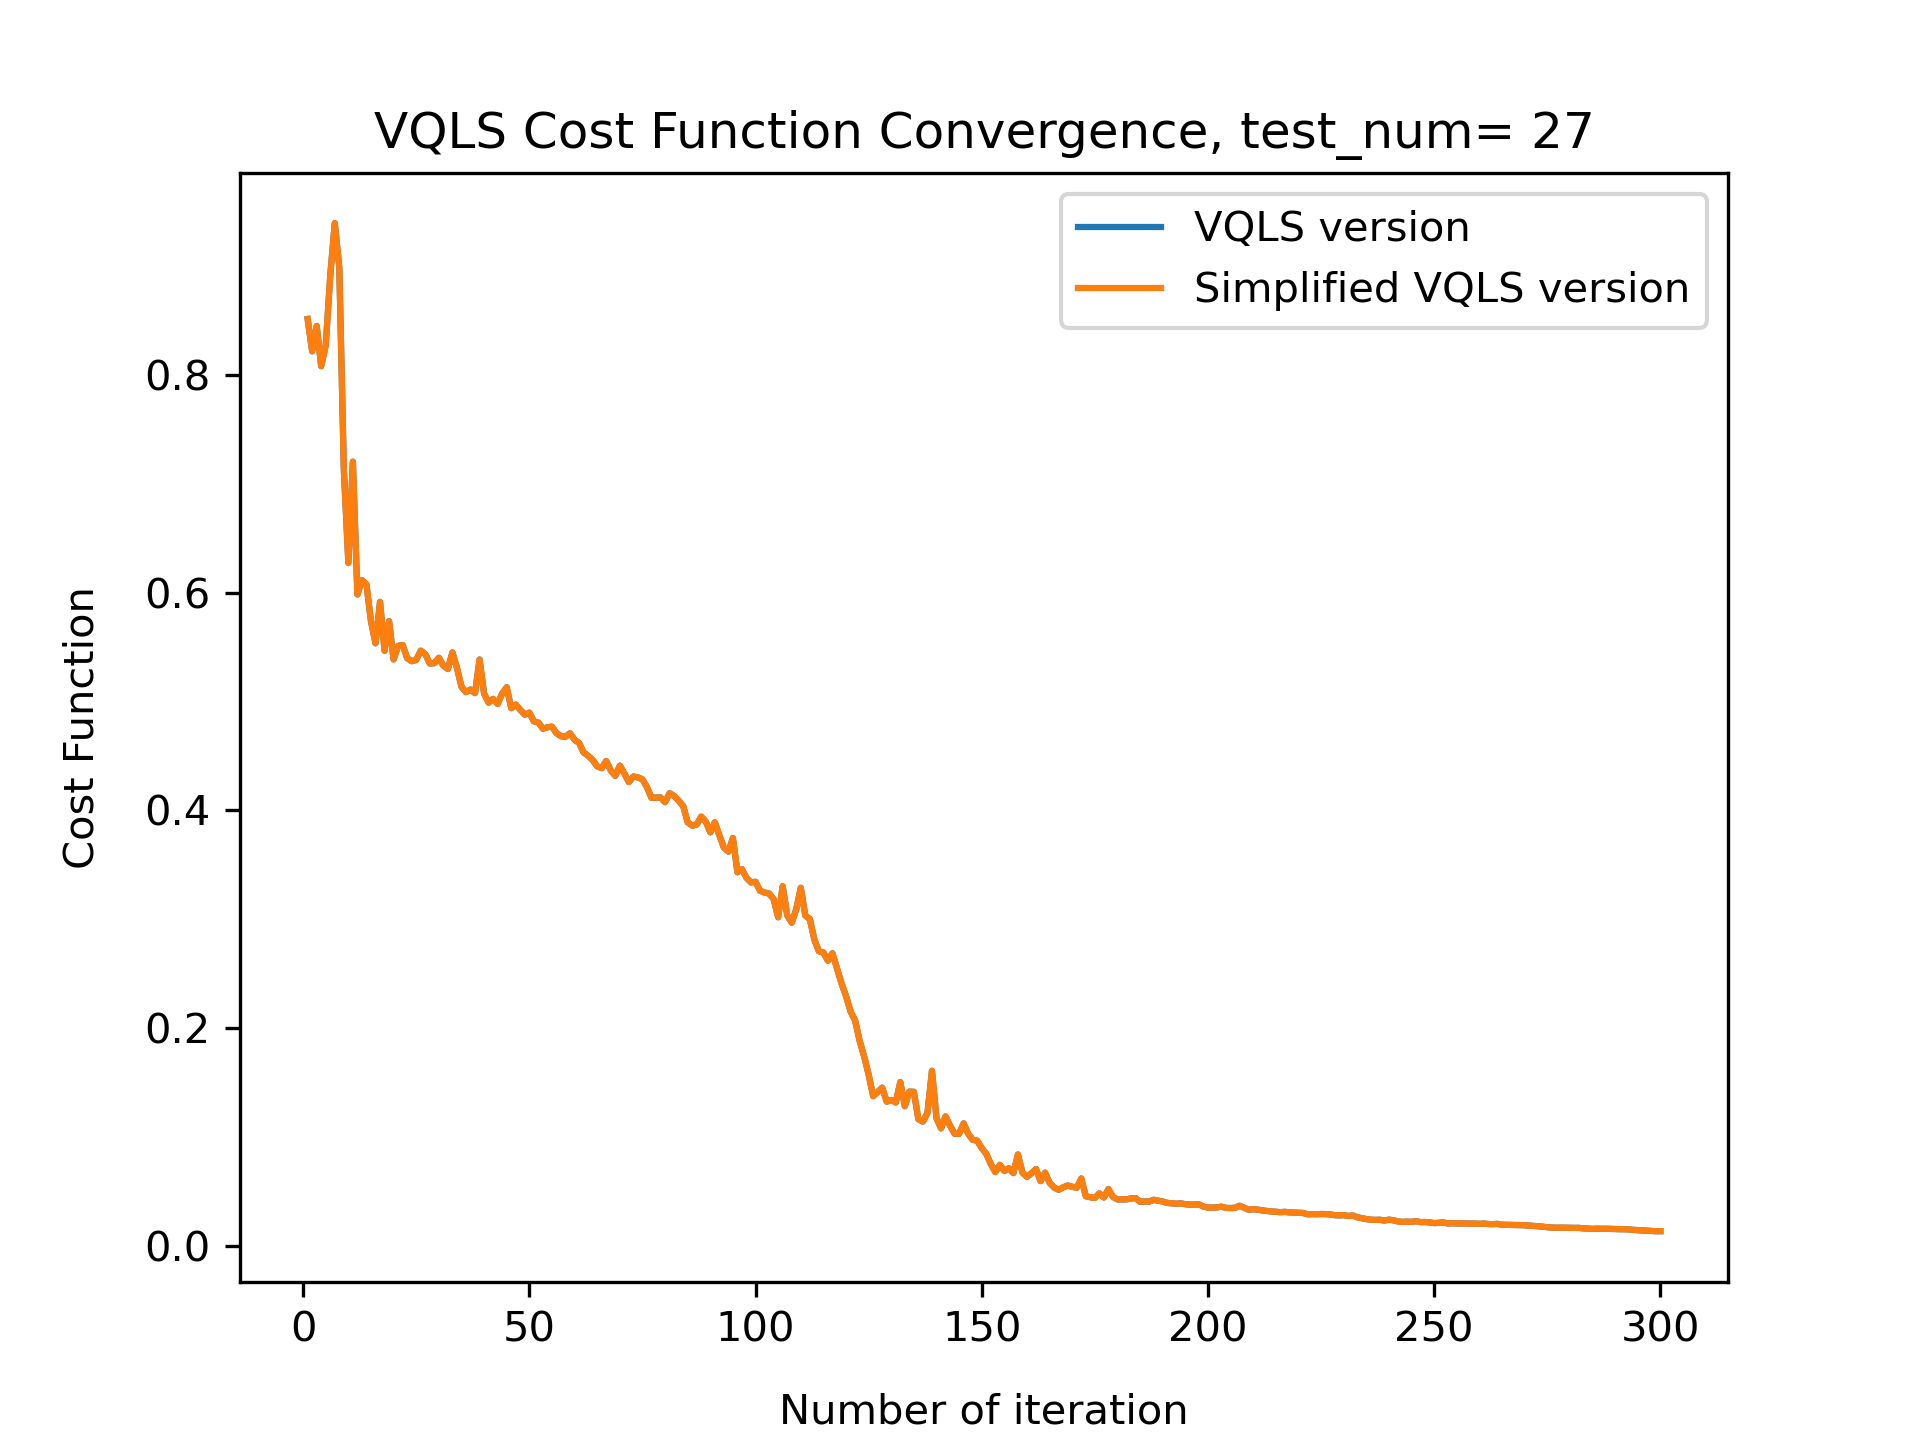 VQLS Cost Function Convergence, test_num= 27
VQLS version
Simplified VQLS version
Cost Function
0.8
0.6
0.4
0.2
0.0
0 50 100 150 200 250 300
Number of iteration